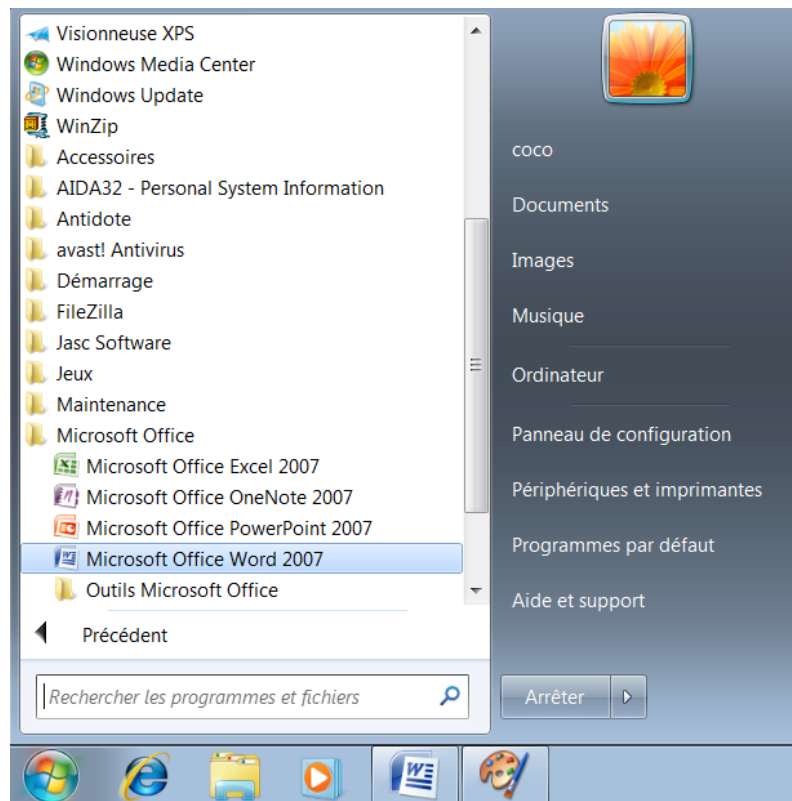 Visionneuse XPS
Windows Media Center
Windows Update
WinZip
Accessoires
AIDA32 - Personal System Information
Antidote
avast! Antivirus
Démarrage
FileZilla
Jasc Software
Jeux
Maintenance
Microsoft Office
Microsoft Office Excel 2007
Microsoft Office OneNote 2007
Microsoft Office PowerPoint 2007
Microsoft Office Word 2007
Outils Microsoft Office
Précédent
Rechercher les programmes et fichiers
coco
Documents
Images
Musique
Ordinateur
Panneau de configuration
Périphériques et imprimantes
Programmes par défaut
Aide et support
Arrêter